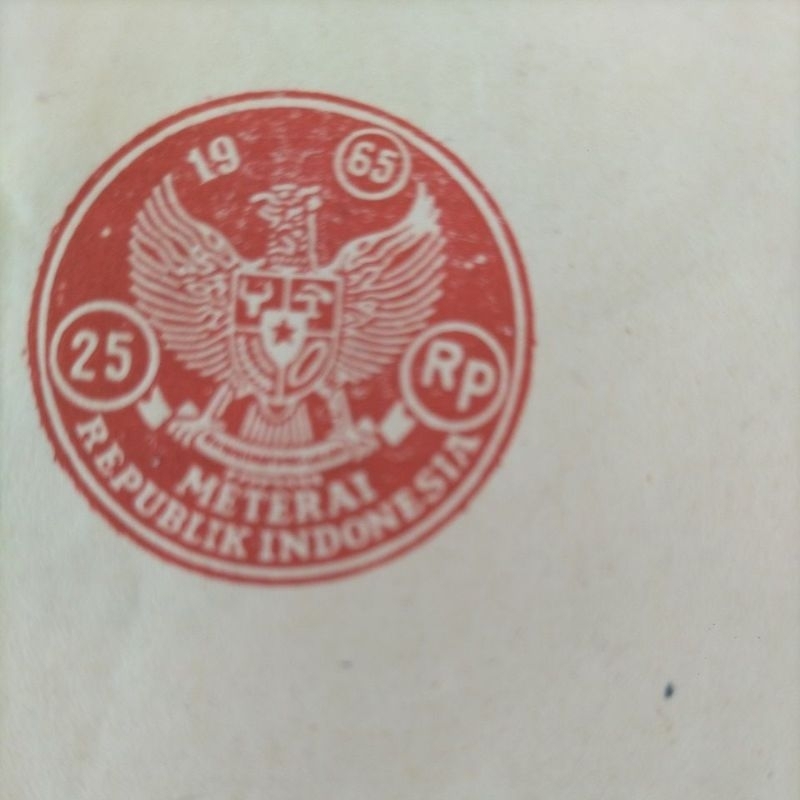 19 65
25 RP
METERAI
REPUBLIK INDONESIA